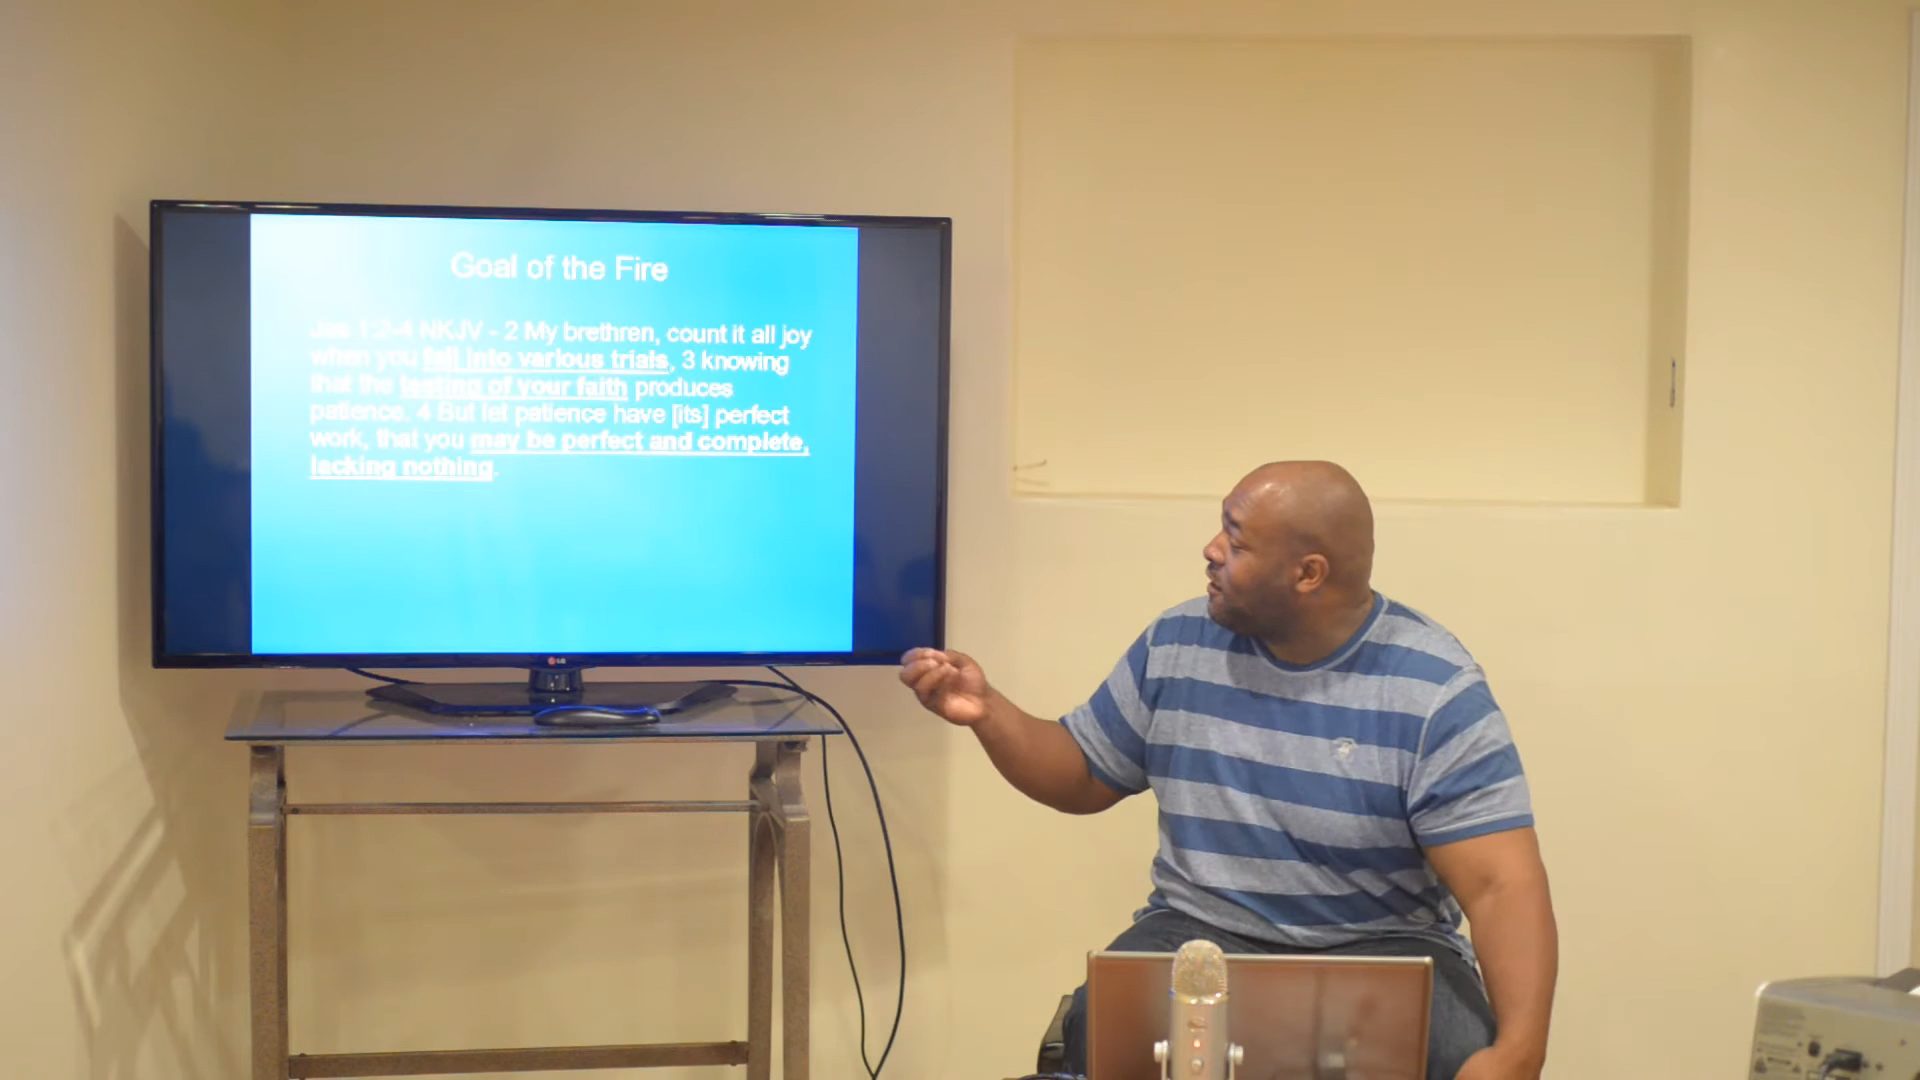 Goal of the Fire
Jas 1:2-4 NKJV - 2 My brethren, count it all joy
when you fall into various trials, 3 knowing
that the testing of your faith produces
patience. 4 But let patience have [its] perfect
work, that you may be perfect and complete,
lacking nothing.
LG